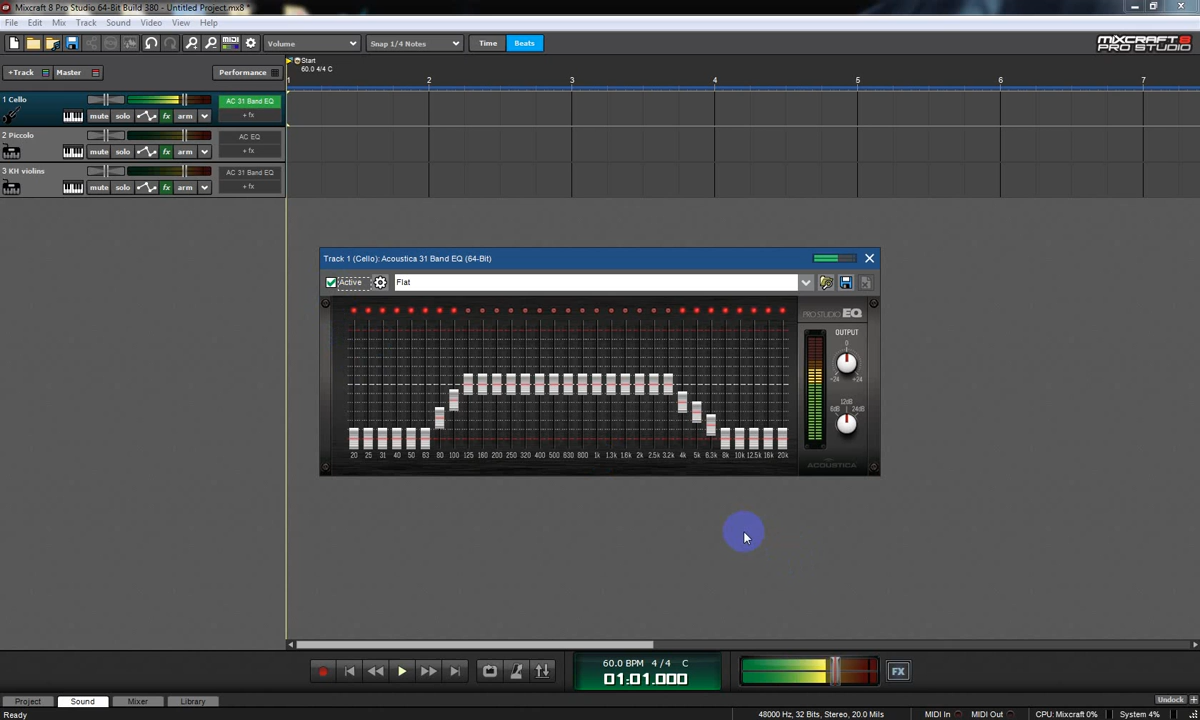 Mixcraft 8 Pro Studio 64-Bit Build 380 - Untitled Project.mx8 *
File Edit Mix Track Sound Video View Help
Volume Snap 1/4 Notes Time Beats MIXCRAFT 8 PRO STUDIO
+Track Master Performance
Start
60.0 4/4 C
1 2 3 4 5 6 7
1 Cello AC 31 Band EQ
mute solo fx arm + fx
2 Piccolo AC EQ
mute solo fx arm + fx
3 KH violins AC 31 Band EQ
mute solo fx arm + fx
Track 1 (Cello): Acoustica 31 Band EQ (64-Bit)
Active Flat
PRO STUDIO EQ
OUTPUT
0
-24 +24
12dB
6dB 24dB
20 25 31 40 50 63 80 100 125 160 200 250 320 400 500 630 800 1k 1.3k 1.6k 2k 2.5k 3.2k 4k 5k 6.3k 8k 10k 12.5k 16k 20k
ACOUSTICA
60.0 BPM 4/4 C
01:01.000
FX
Project Sound Mixer Library Undock
Ready 48000 Hz, 32 Bits, Stereo, 20.0 Mils MIDI In MIDI Out CPU: Mixcraft 0% System 4%